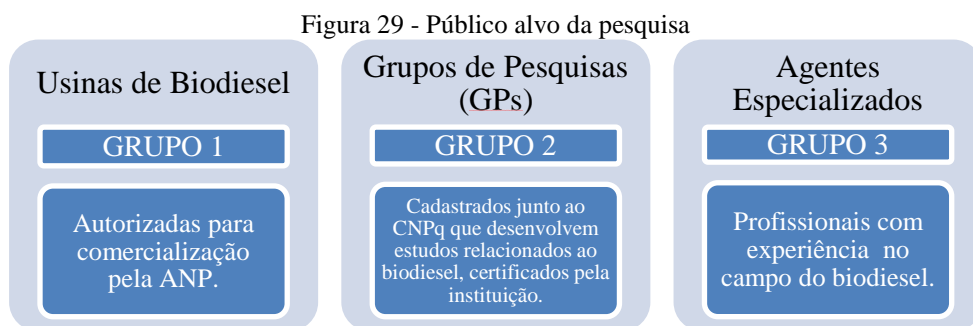 Figura 29 - Público alvo da pesquisa
Usinas de Biodiesel
GRUPO 1
Autorizadas para
comercialização
pela ANP.
Grupos de Pesquisas
(GPs)
GRUPO 2
Cadastrados junto ao
CNPq que desenvolvem
estudos relacionados ao
biodiesel, certificados pela
instituição.
Agentes
Especializados
GRUPO 3
Profissionais com
experiência no
campo do biodiesel.